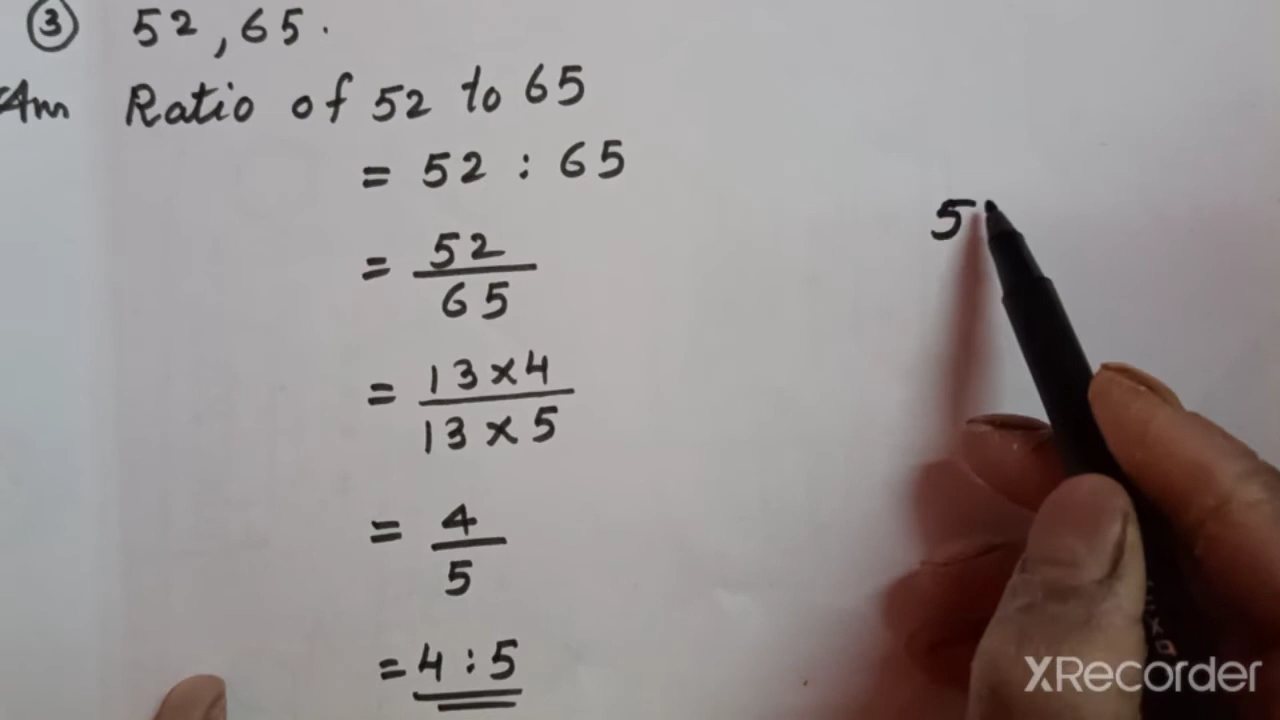 ③ 52, 65.
Ans Ratio of 52 to 65
= 52 : 65
= 52
65
= 13 × 4
13 × 5
= 4
5
= 4 : 5
5
XRecorder